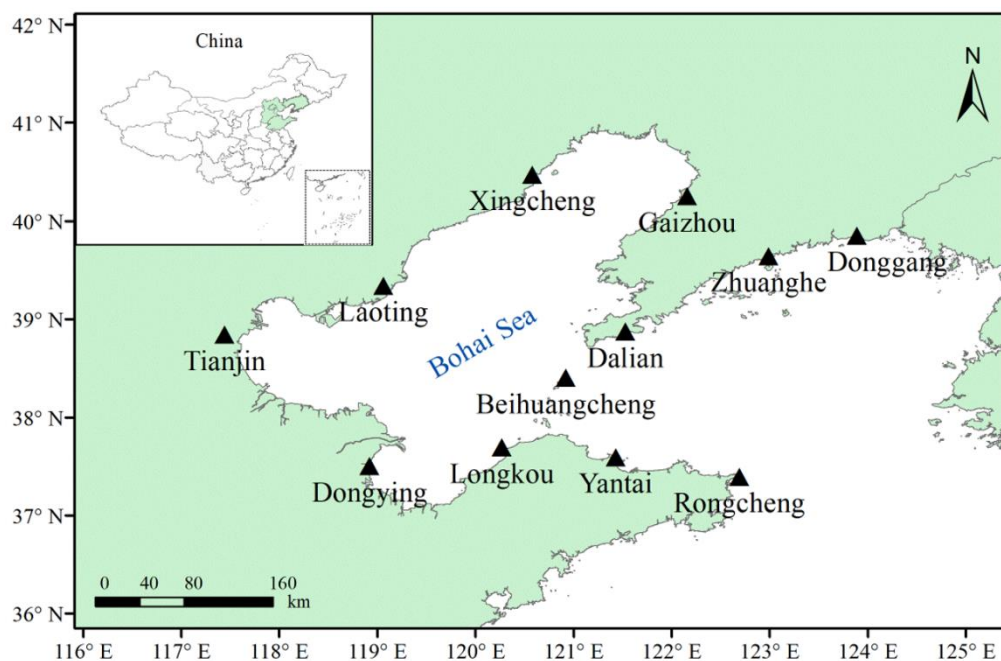 42° N
41° N
40° N
39° N
38° N
37° N
36° N
China
N
Xingcheng
Gaizhou
Donggang
Zhuanghe
Laoting
Bohai Sea
Tianjin
Dalian
Beihuangcheng
Longkou
Yantai
Dongying
Rongcheng
0 40 80 160
km
116° E 117° E 118° E 119° E 120° E 121° E 122° E 123° E 124° E 125° E